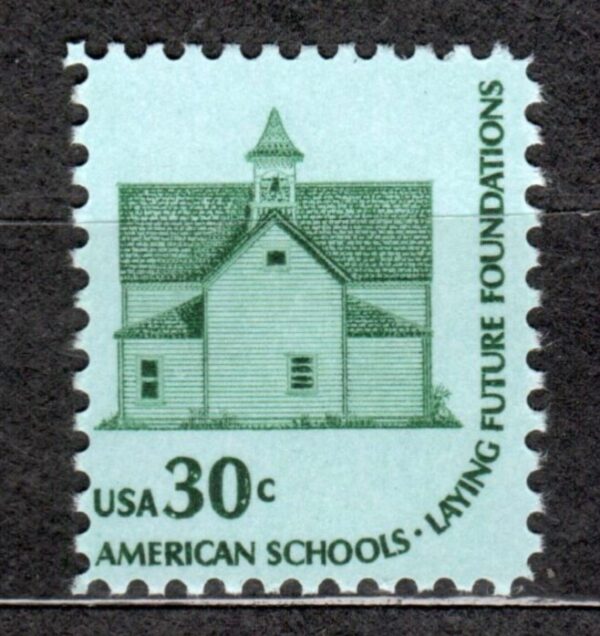 USA 30c
AMERICAN SCHOOLS · LAYING FUTURE FOUNDATIONS